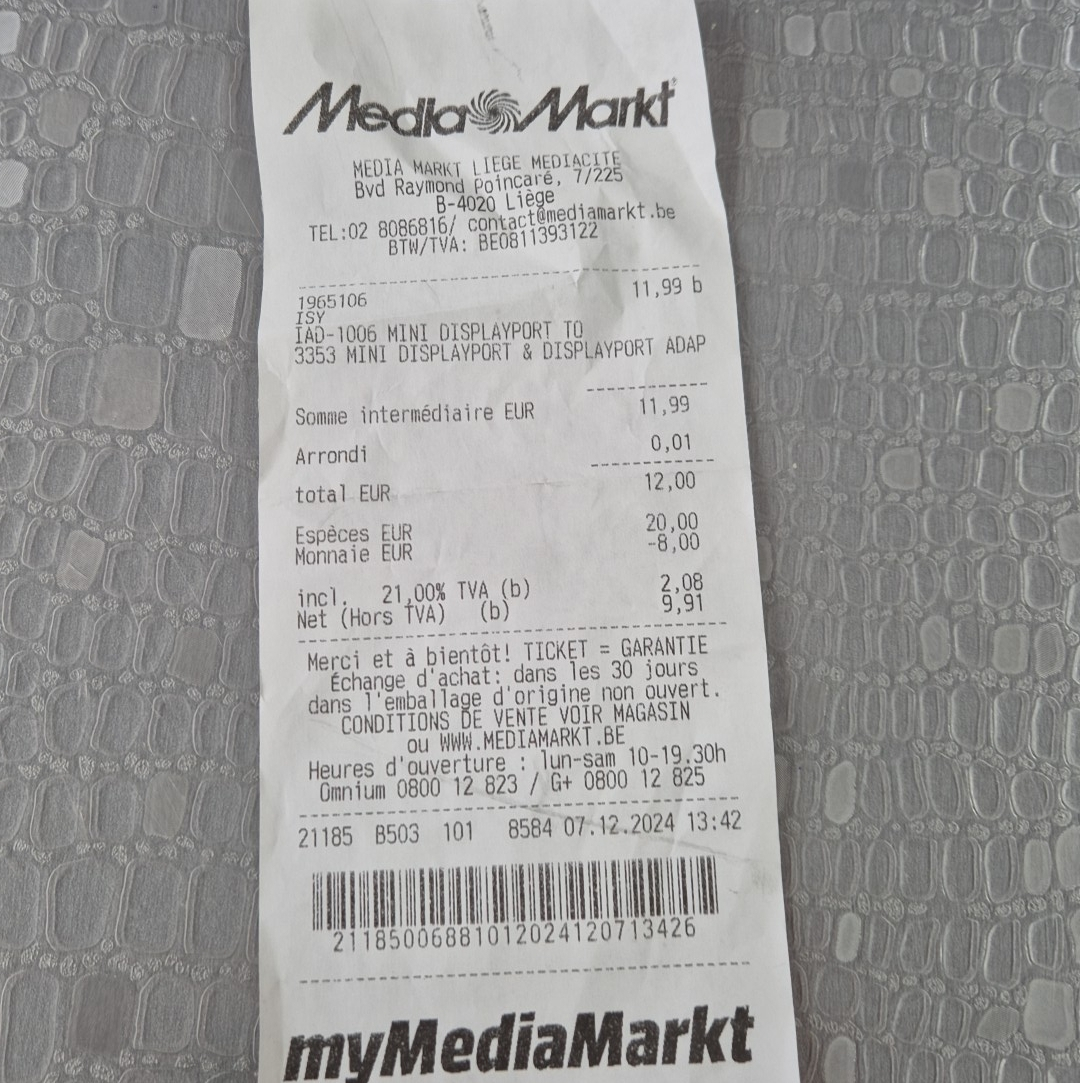 Media Markt
MEDIA MARKT LIEGE MEDIACITE
Bvd Raymond Poincaré, 7/225
B-4020 Liège
TEL:02 8086816/ contact@mediamarkt.be
BTW/TVA: BE0811393122
1965106 11,99 b
ISY
IAD-1006 MINI DISPLAYPORT TO
3353 MINI DISPLAYPORT & DISPLAYPORT ADAP
Somme intermédiaire EUR 11,99
Arrondi 0,01
total EUR 12,00
Espèces EUR 20,00
Monnaie EUR -8,00
incl. 21,00% TVA (b) 2,08
Net (Hors TVA) (b) 9,91
Merci et à bientôt! TICKET = GARANTIE
Échange d'achat: dans les 30 jours
dans l'emballage d'origine non ouvert.
CONDITIONS DE VENTE VOIR MAGASIN
ou WWW.MEDIAMARKT.BE
Heures d'ouverture : lun-sam 10-19.30h
Omnium 0800 12 823 / G+ 0800 12 825
21185 B503 101 8584 07.12.2024 13:42
2118500688101202412071342​6
myMediaMarkt